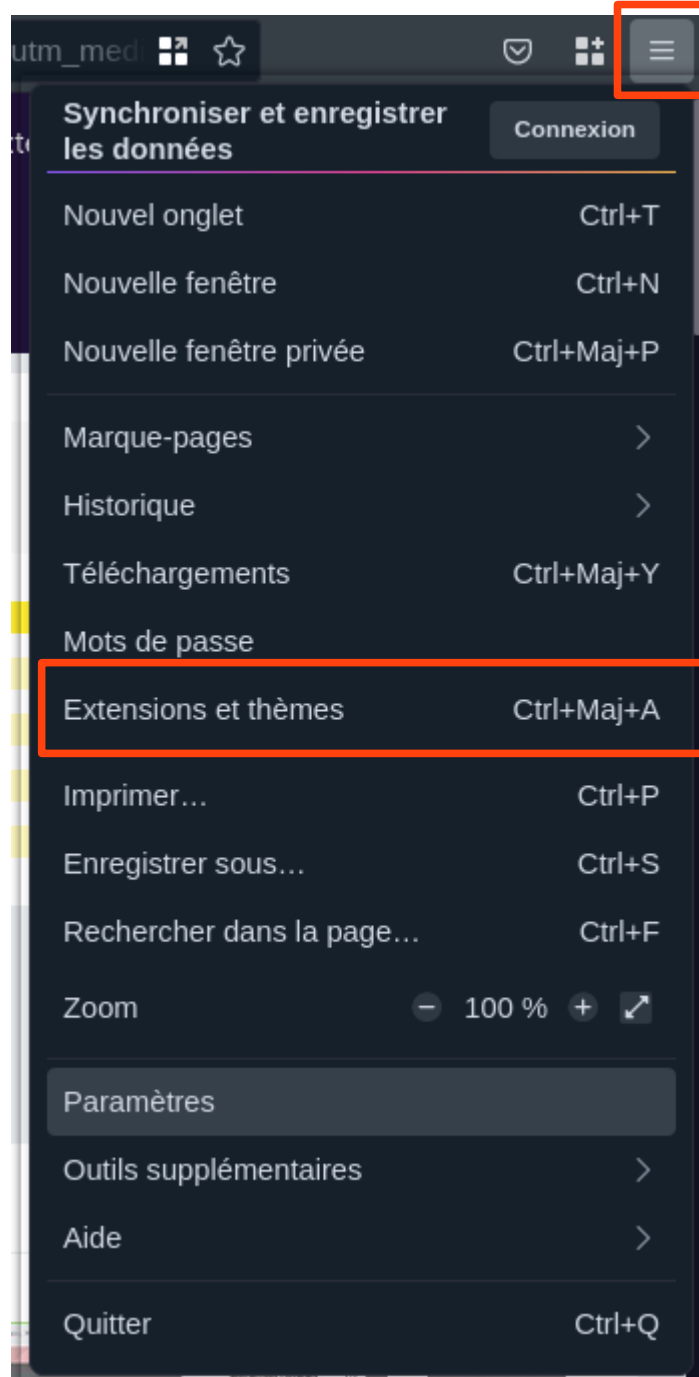 utm_med
Synchroniser et enregistrer
les données
Connexion
Nouvel onglet Ctrl+T
Nouvelle fenêtre Ctrl+N
Nouvelle fenêtre privée Ctrl+Maj+P
Marque-pages
Historique
Téléchargements Ctrl+Maj+Y
Mots de passe
Extensions et thèmes Ctrl+Maj+A
Imprimer… Ctrl+P
Enregistrer sous… Ctrl+S
Rechercher dans la page… Ctrl+F
Zoom − 100 % +
Paramètres
Outils supplémentaires
Aide
Quitter Ctrl+Q